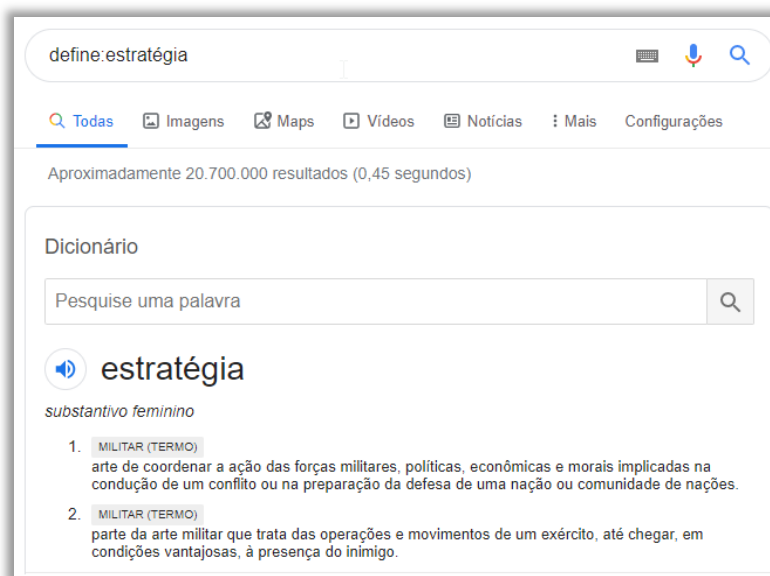 define:estratégia
Todas Imagens Maps Vídeos Notícias Mais Configurações
Aproximadamente 20.700.000 resultados (0,45 segundos)
Dicionário
Pesquise uma palavra
estratégia
substantivo feminino
1. MILITAR (TERMO)
arte de coordenar a ação das forças militares, políticas, econômicas e morais implicadas na
condução de um conflito ou na preparação da defesa de uma nação ou comunidade de nações.
2. MILITAR (TERMO)
parte da arte militar que trata das operações e movimentos de um exército, até chegar, em
condições vantajosas, à presença do inimigo.